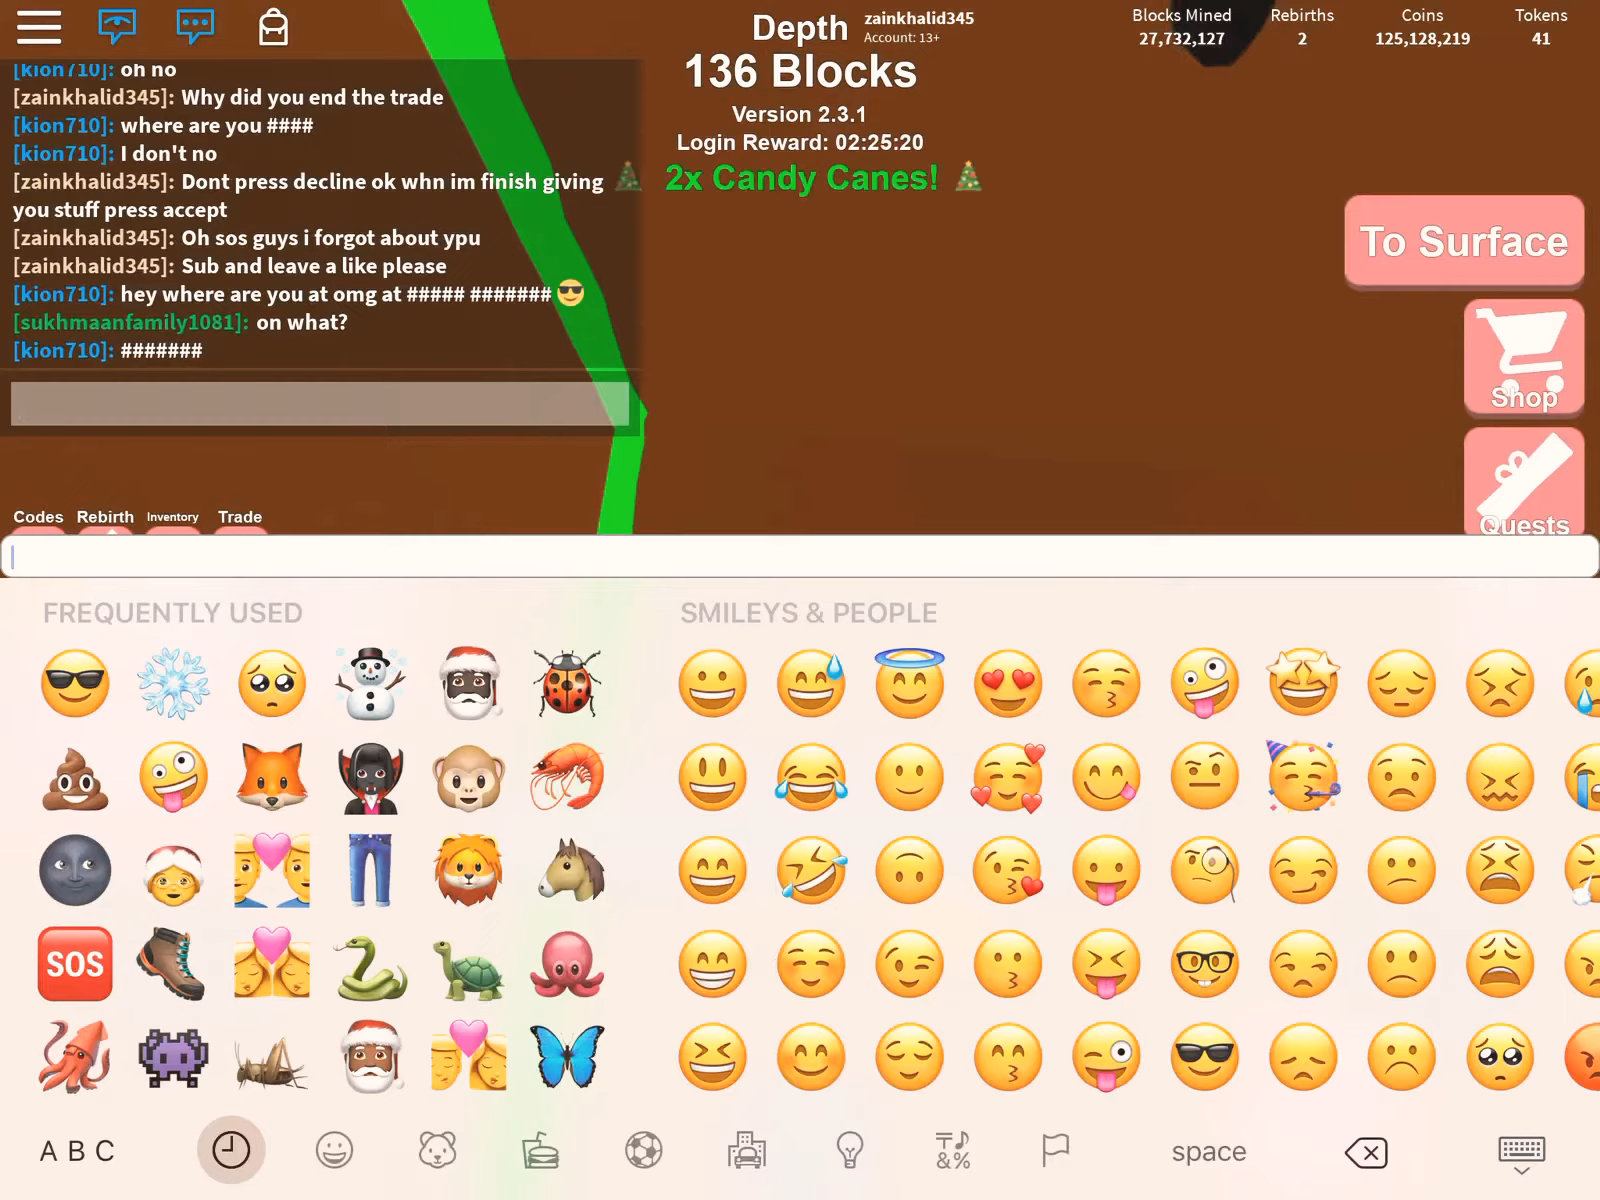 Depth
zainkhalid345
Account: 13+
136 Blocks
Version 2.3.1
Login Reward: 02:25:20
🎄 2x Candy Canes! 🎄
Blocks Mined
27,732,127
Rebirths
2
Coins
125,128,219
Tokens
41
[kion710]: oh no
[zainkhalid345]: Why did you end the trade
[kion710]: where are you ####
[kion710]: I don't no
[zainkhalid345]: Dont press decline ok whn im finish giving
you stuff press accept
[zainkhalid345]: Oh sos guys i forgot about ypu
[zainkhalid345]: Sub and leave a like please
[kion710]: hey where are you at omg at ##### ####### 😎
[sukhmaanfamily1081]: on what?
[kion710]: #######
To Surface
Shop
Quests
Codes
Rebirth
Inventory
Trade
FREQUENTLY USED
SMILEYS & PEOPLE
SOS
ABC
&%
space